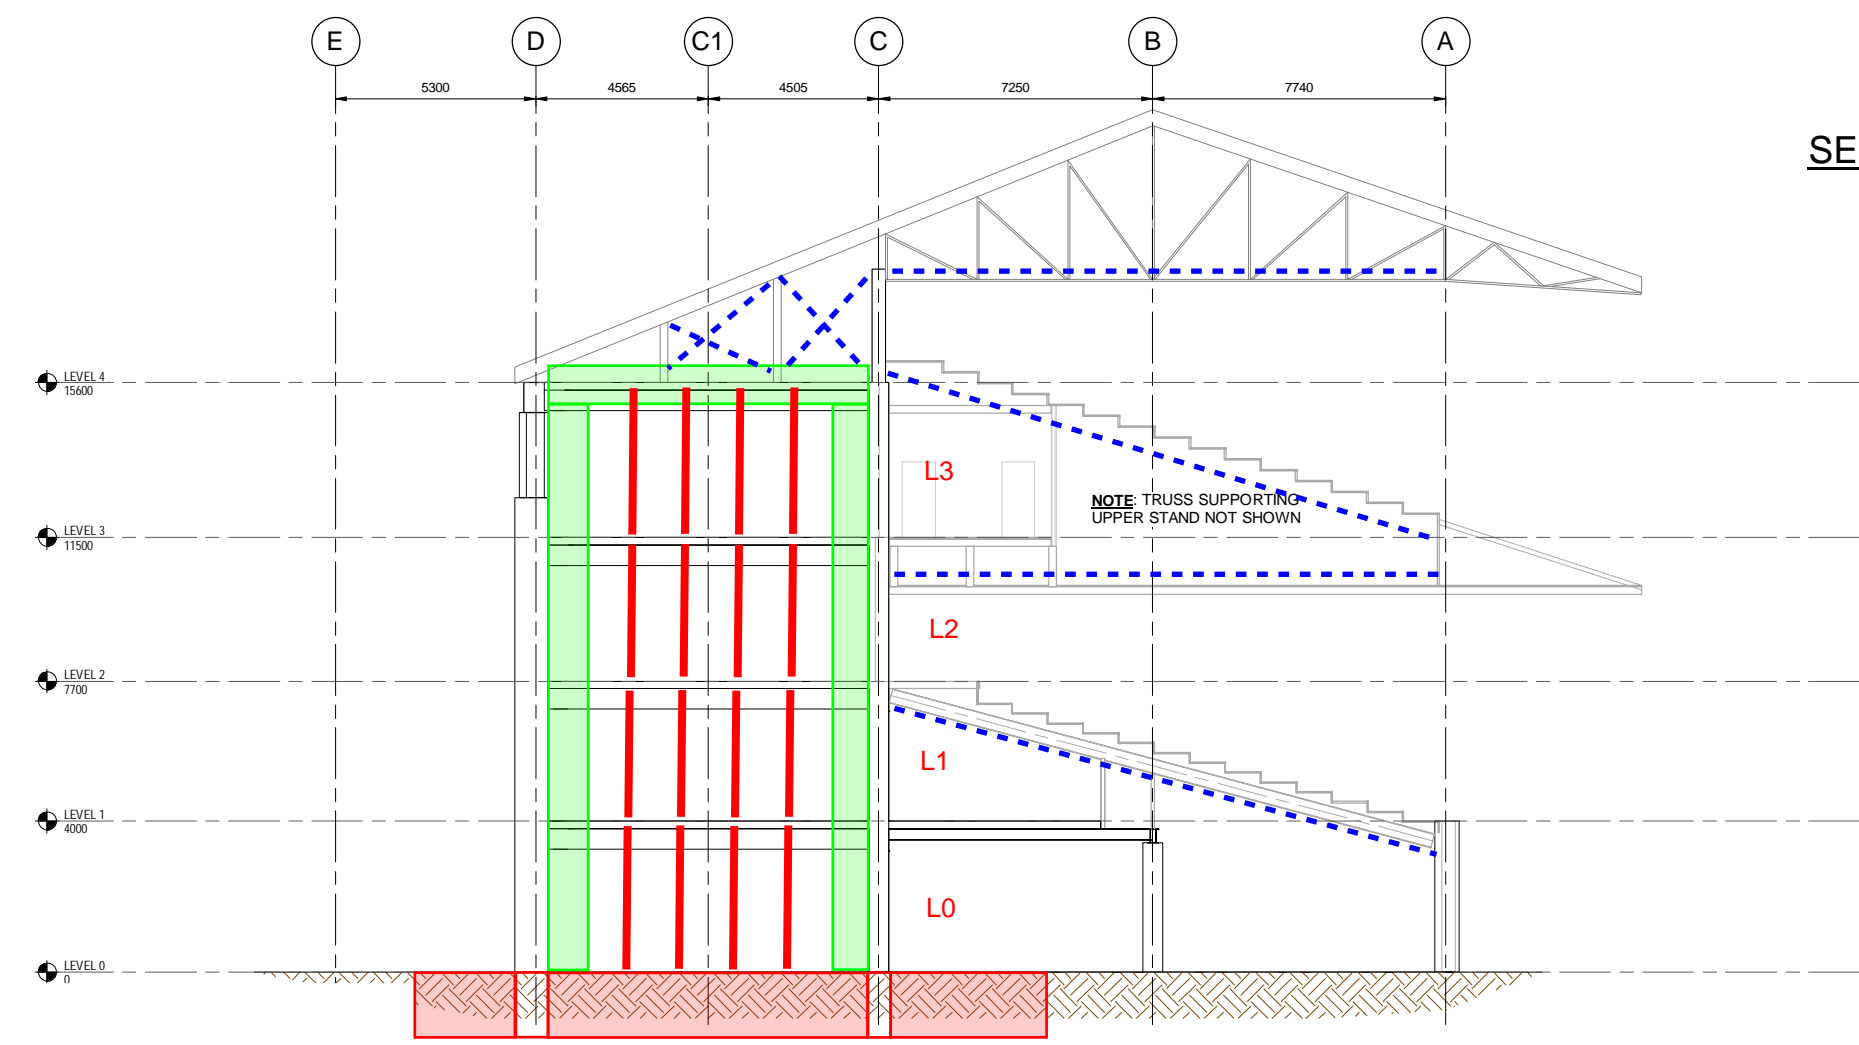 E D C1 C B A
5300 4565 4505 7250 7740
SE
LEVEL 4
15600
L3
NOTE: TRUSS SUPPORTING
UPPER STAND NOT SHOWN
LEVEL 3
11500
L2
LEVEL 2
7700
L1
LEVEL 1
4000
L0
LEVEL 0
0